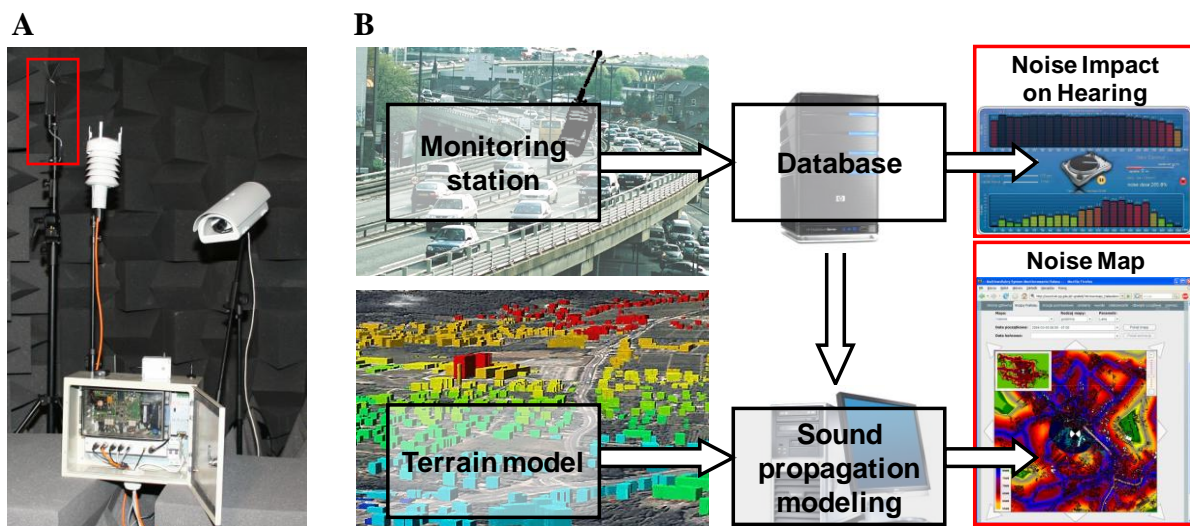 A
B
Monitoring
station
Database
Noise Impact
on Hearing
Terrain model
Sound
propagation
modeling
Noise Map